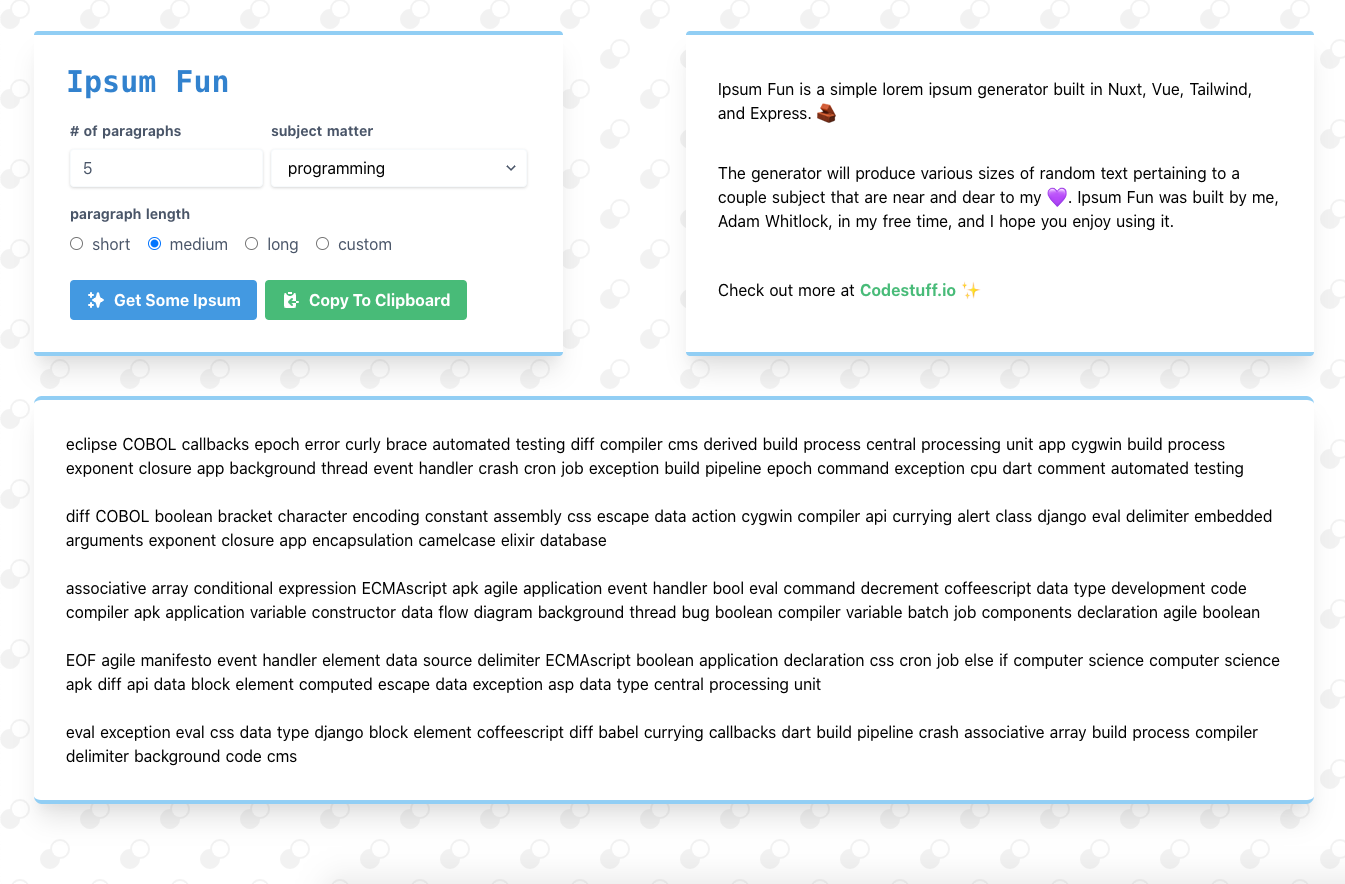 Ipsum Fun
# of paragraphs
subject matter
5
programming
paragraph length
short
medium
long
custom
Get Some Ipsum
Copy To Clipboard
Ipsum Fun is a simple lorem ipsum generator built in Nuxt, Vue, Tailwind,
and Express. 🍫
The generator will produce various sizes of random text pertaining to a
couple subject that are near and dear to my 💜. Ipsum Fun was built by me,
Adam Whitlock, in my free time, and I hope you enjoy using it.
Check out more at Codestuff.io ✨
eclipse COBOL callbacks epoch error curly brace automated testing diff compiler cms derived build process central processing unit app cygwin build process
exponent closure app background thread event handler crash cron job exception build pipeline epoch command exception cpu dart comment automated testing
diff COBOL boolean bracket character encoding constant assembly css escape data action cygwin compiler api currying alert class django eval delimiter embedded
arguments exponent closure app encapsulation camelcase elixir database
associative array conditional expression ECMAscript apk agile application event handler bool eval command decrement coffeescript data type development code
compiler apk application variable constructor data flow diagram background thread bug boolean compiler variable batch job components declaration agile boolean
EOF agile manifesto event handler element data source delimiter ECMAscript boolean application declaration css cron job else if computer science computer science
apk diff api data block element computed escape data exception asp data type central processing unit
eval exception eval css data type django block element coffeescript diff babel currying callbacks dart build pipeline crash associative array build process compiler
delimiter background code cms